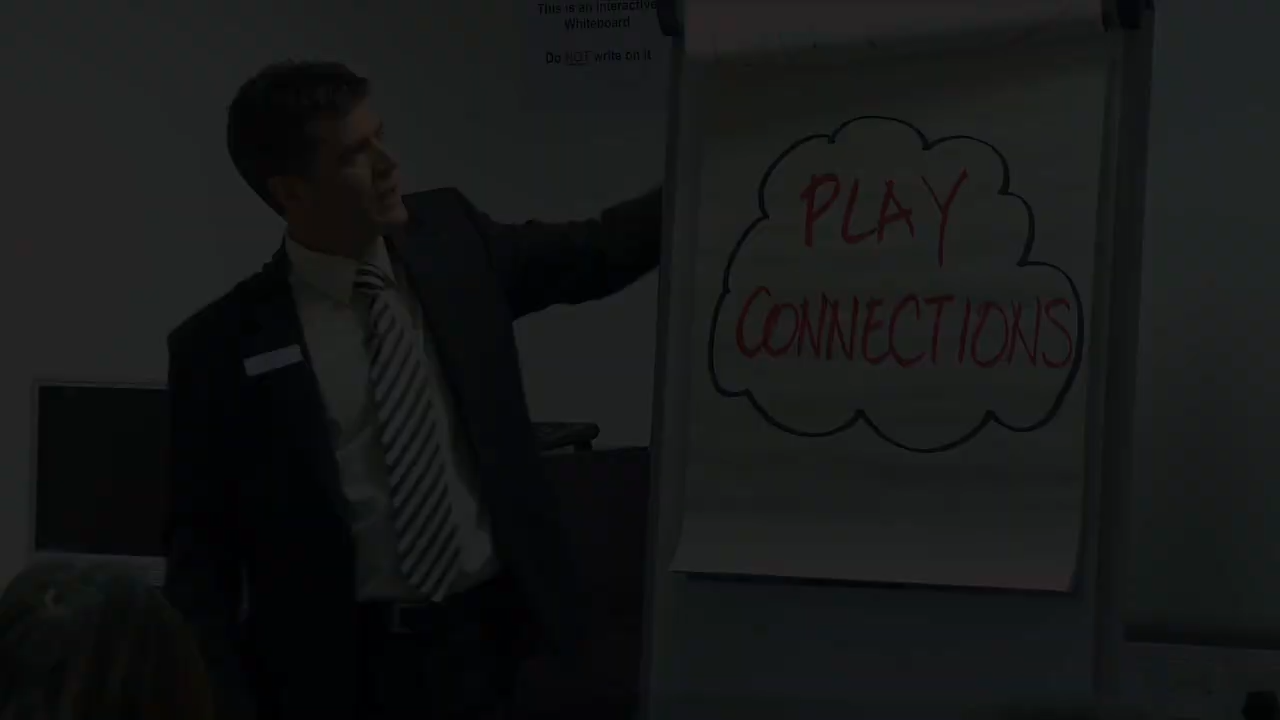 This is an Interactive
Whiteboard
Do NOT write on it
PLAY
CONNECTIONS